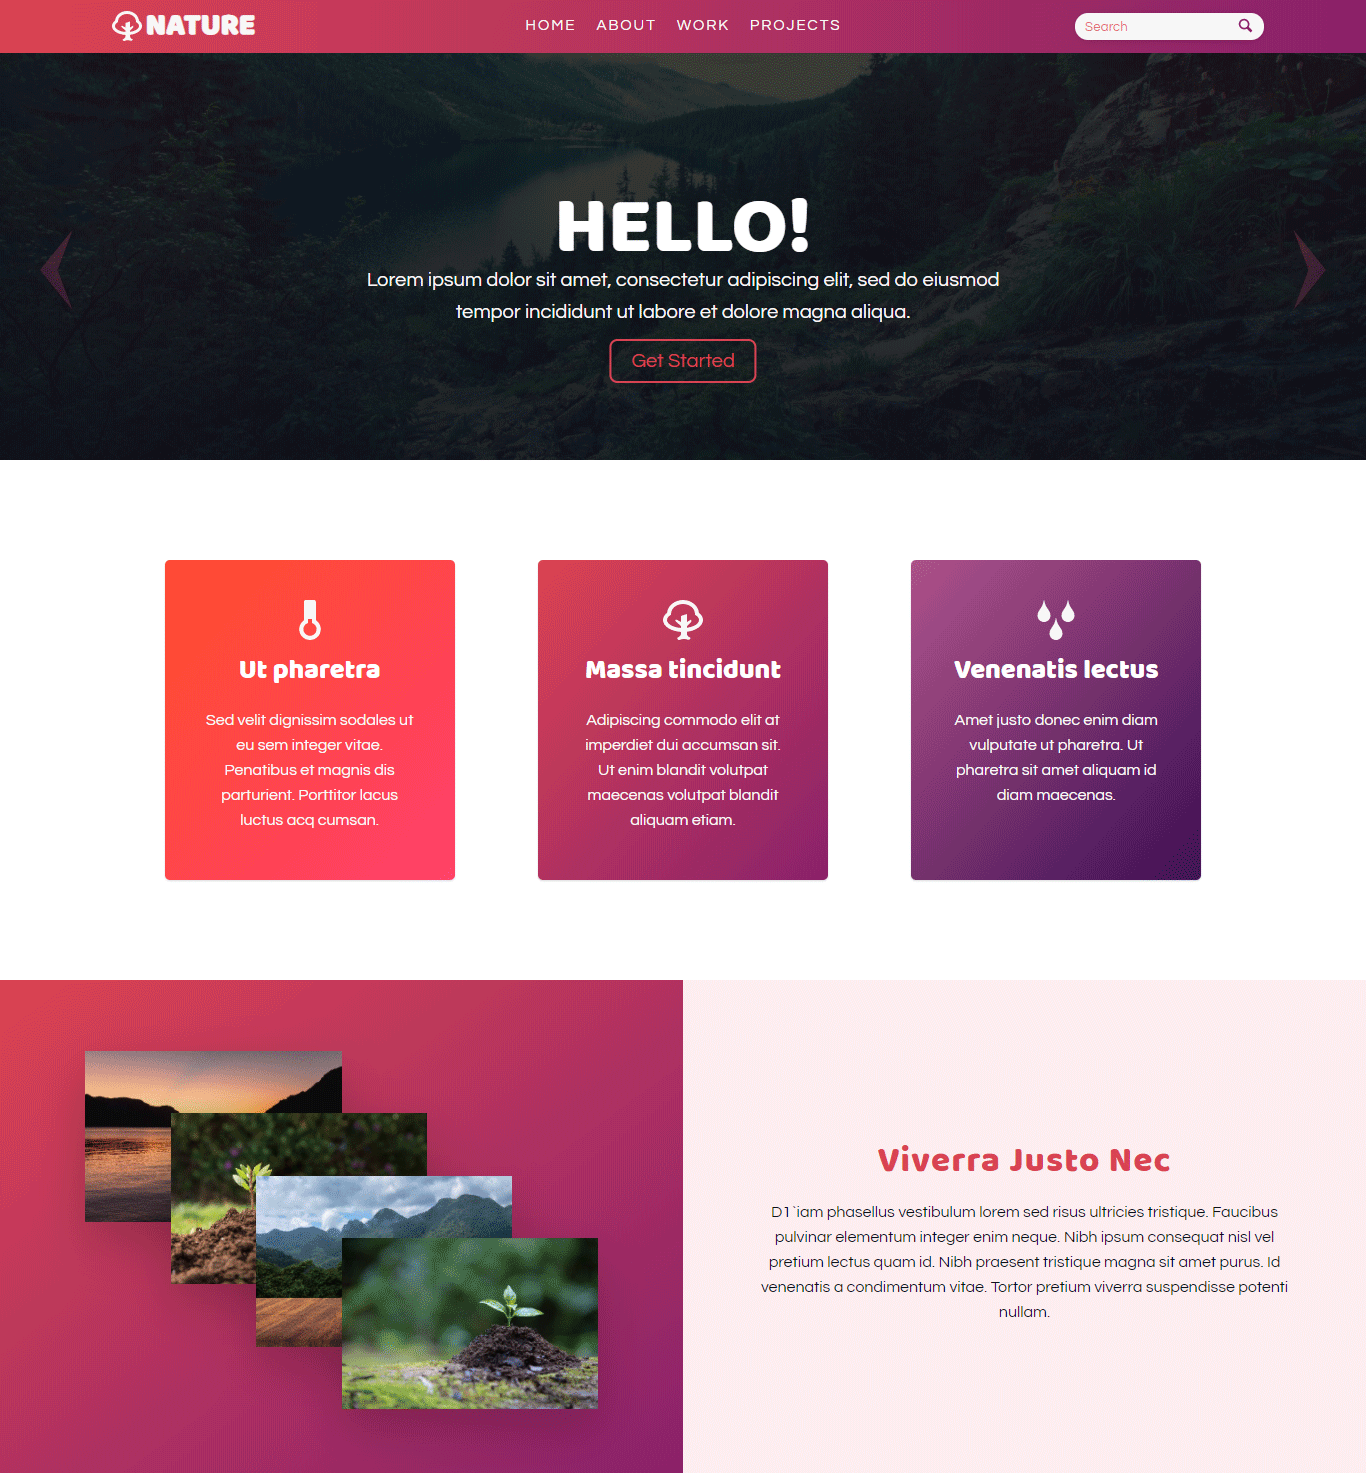 NATURE
HOME ABOUT WORK PROJECTS
Search
HELLO!
Lorem ipsum dolor sit amet, consectetur adipiscing elit, sed do eiusmod
tempor incididunt ut labore et dolore magna aliqua.
Get Started
Ut pharetra
Sed velit dignissim sodales ut
eu sem integer vitae.
Penatibus et magnis dis
parturient. Porttitor lacus
luctus acq cumsan.
Massa tincidunt
Adipiscing commodo elit at
imperdiet dui accumsan sit.
Ut enim blandit volutpat
maecenas volutpat blandit
aliquam etiam.
Venenatis lectus
Amet justo donec enim diam
vulputate ut pharetra. Ut
pharetra sit amet aliquam id
diam maecenas.
Viverra Justo Nec
D1`iam phasellus vestibulum lorem sed risus ultricies tristique. Faucibus
pulvinar elementum integer enim neque. Nibh ipsum consequat nisl vel
pretium lectus quam id. Nibh praesent tristique magna sit amet purus. Id
venenatis a condimentum vitae. Tortor pretium viverra suspendisse potenti
nullam.